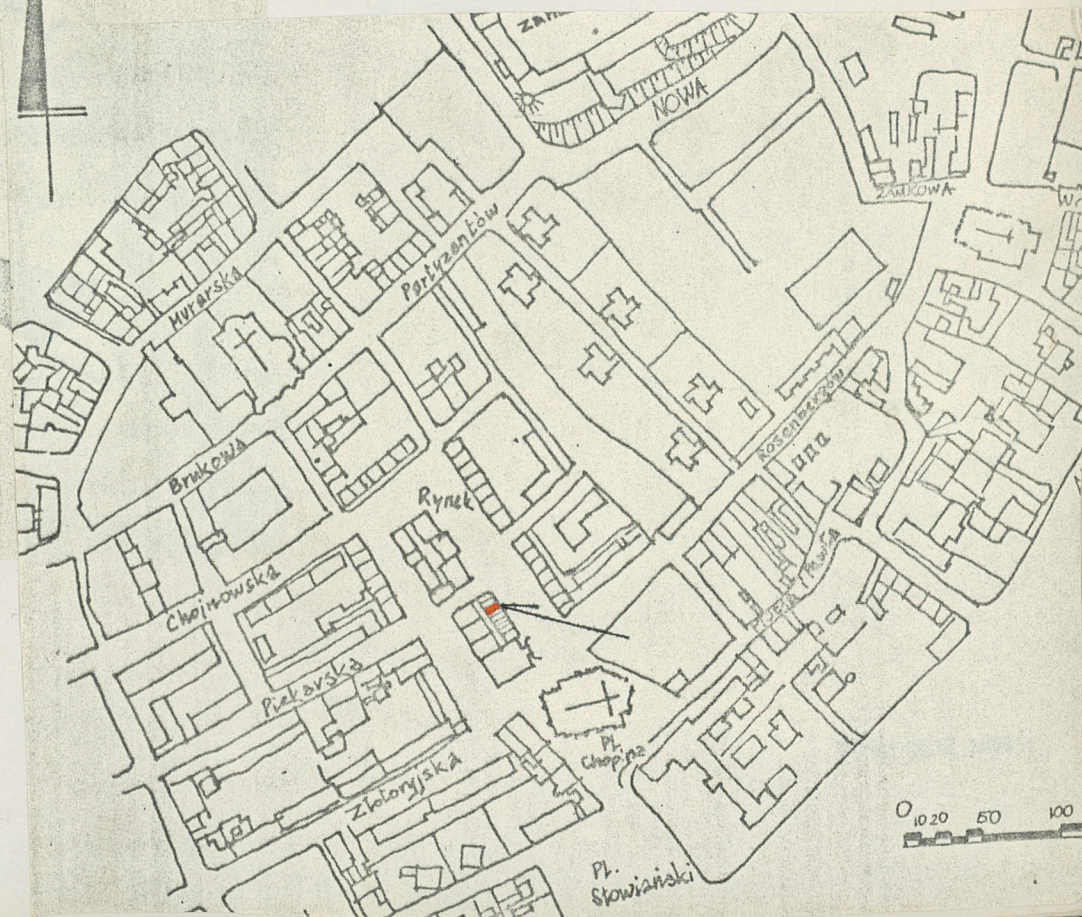 NOWA
ZAMKOWA
Partyzantów
Murarska
Rosenbergów
Brukowa
Rynek
Chojnowska
Piekarska
Pl.
Chopina
Złotoryjska
0 10 20 50 100
Pl.
Słowiański